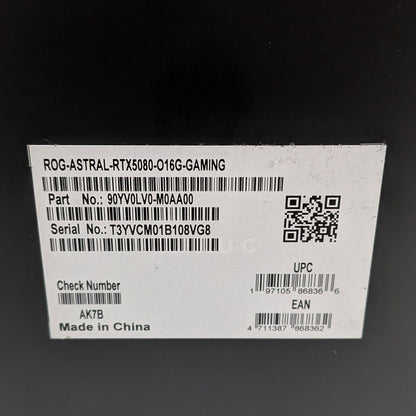 ROG-ASTRAL-RTX5080-O16G-GAMING
Part No.: 90YV0LV0-M0AA00
Serial No.: T3YVCM01B108VG8
UPC
1 97105 86836 6
Check Number
EAN
AK7B
4 711387 868362
Made in China